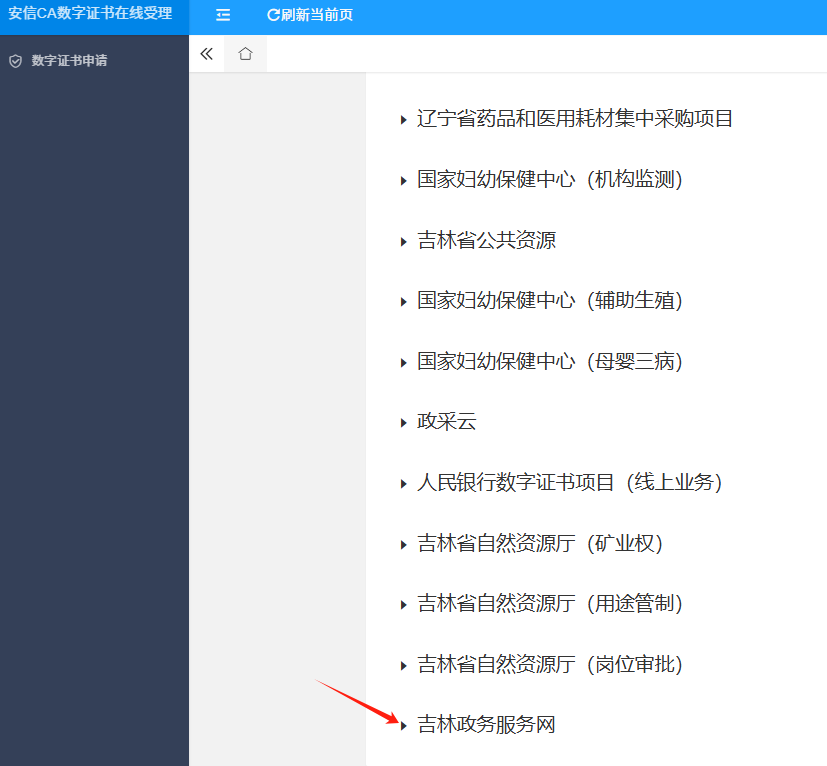 安信CA数字证书在线受理
刷新当前页
数字证书申请
辽宁省药品和医用耗材集中采购项目
国家妇幼保健中心（机构监测）
吉林省公共资源
国家妇幼保健中心（辅助生殖）
国家妇幼保健中心（母婴三病）
政采云
人民银行数字证书项目（线上业务）
吉林省自然资源厅（矿业权）
吉林省自然资源厅（用途管制）
吉林省自然资源厅（岗位审批）
吉林政务服务网